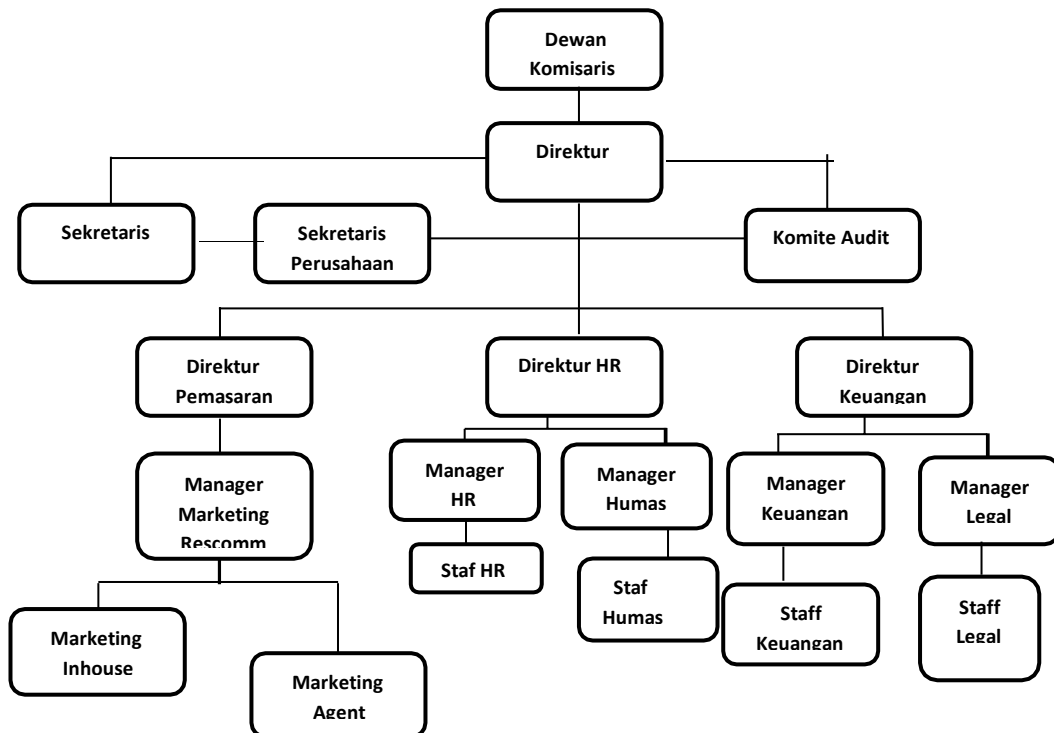 Dewan
Komisaris
Direktur
Sekretaris
Sekretaris
Perusahaan
Komite Audit
Direktur
Pemasaran
Direktur HR
Direktur
Keuangan
Manager
Marketing
Rescomm
Manager
HR
Manager
Humas
Manager
Keuangan
Manager
Legal
Staf HR
Staf
Humas
Staff
Keuangan
Staff
Legal
Marketing
Inhouse
Marketing
Agent